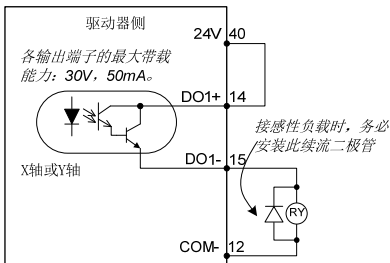 驱动器侧
24V 40
各输出端子的最大带载
能力：30V，50mA。
DO1+ 14
接感性负载时，务必
安装此续流二极管
DO1- 15
X轴或Y轴
RY
COM- 12